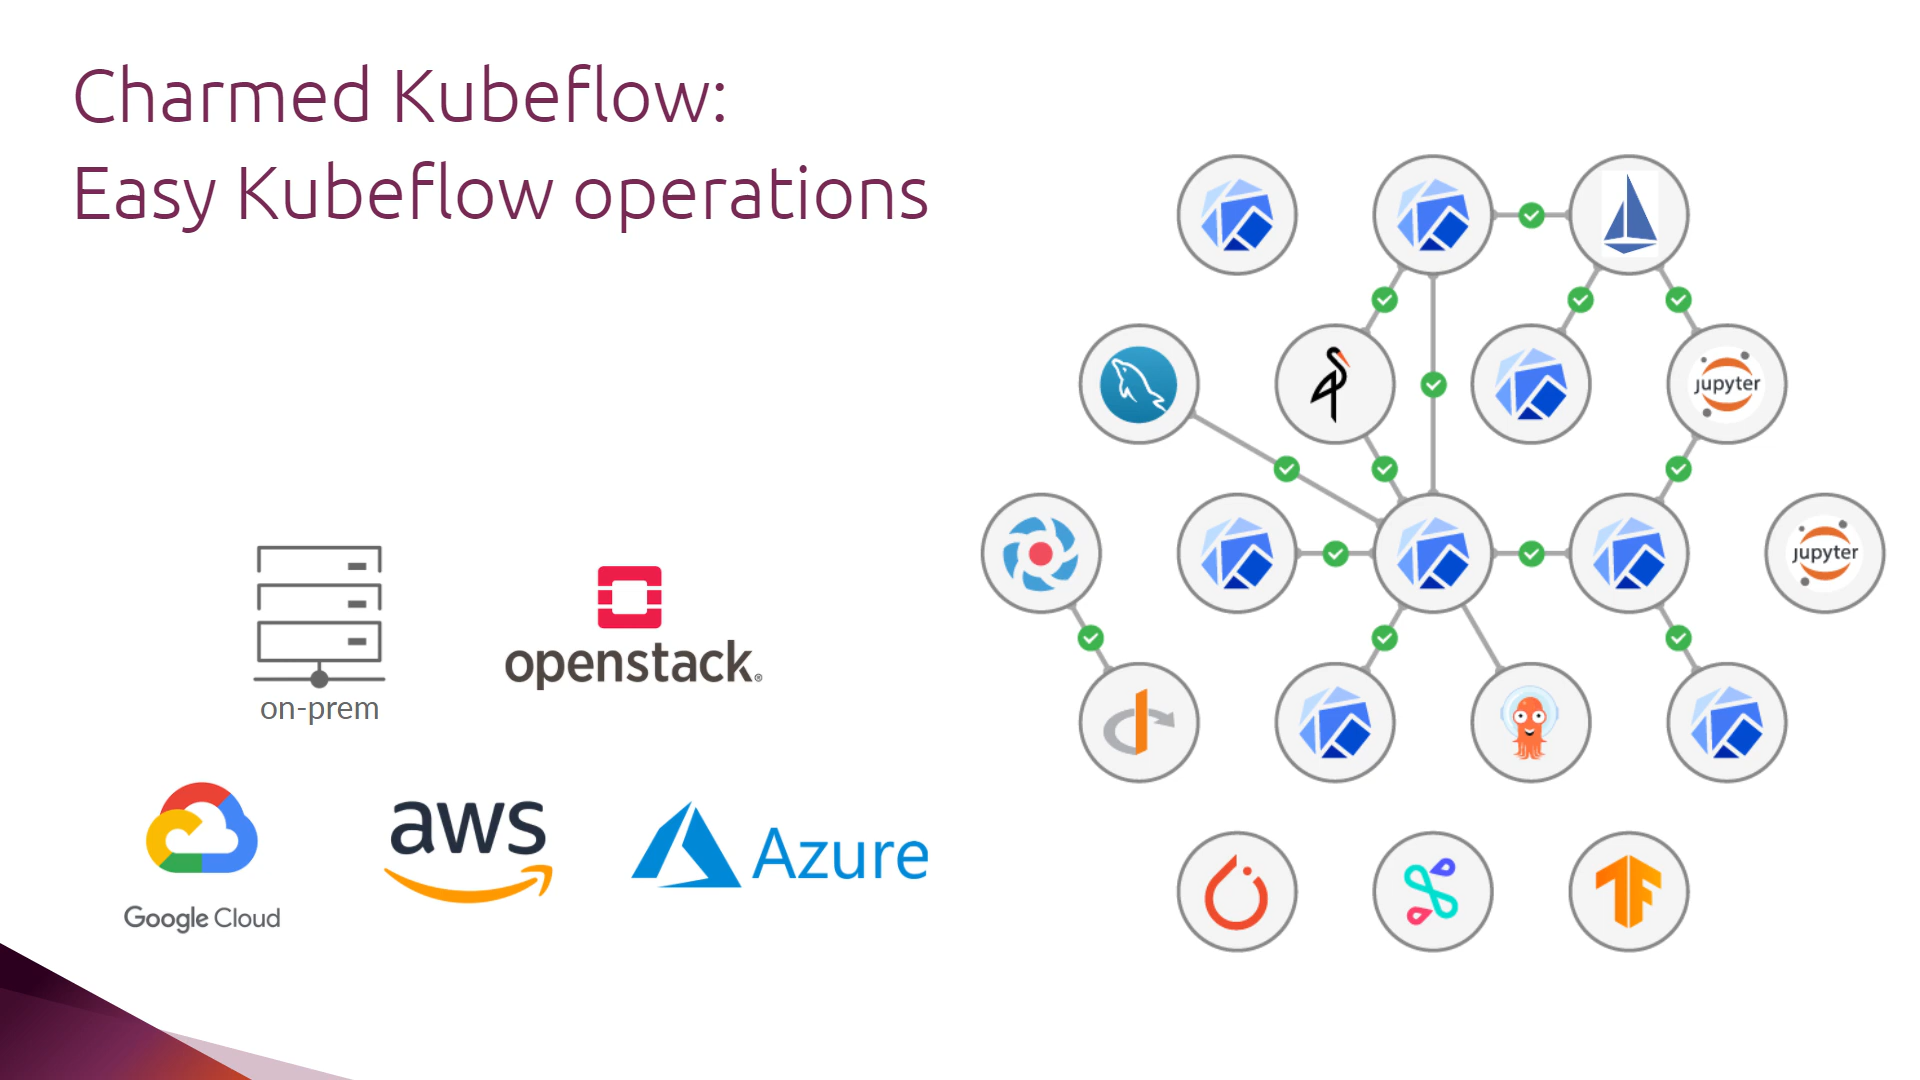 Charmed Kubeflow:
Easy Kubeflow operations
jupyter
jupyter
on-prem
openstack.®
Google Cloud
aws
Azure